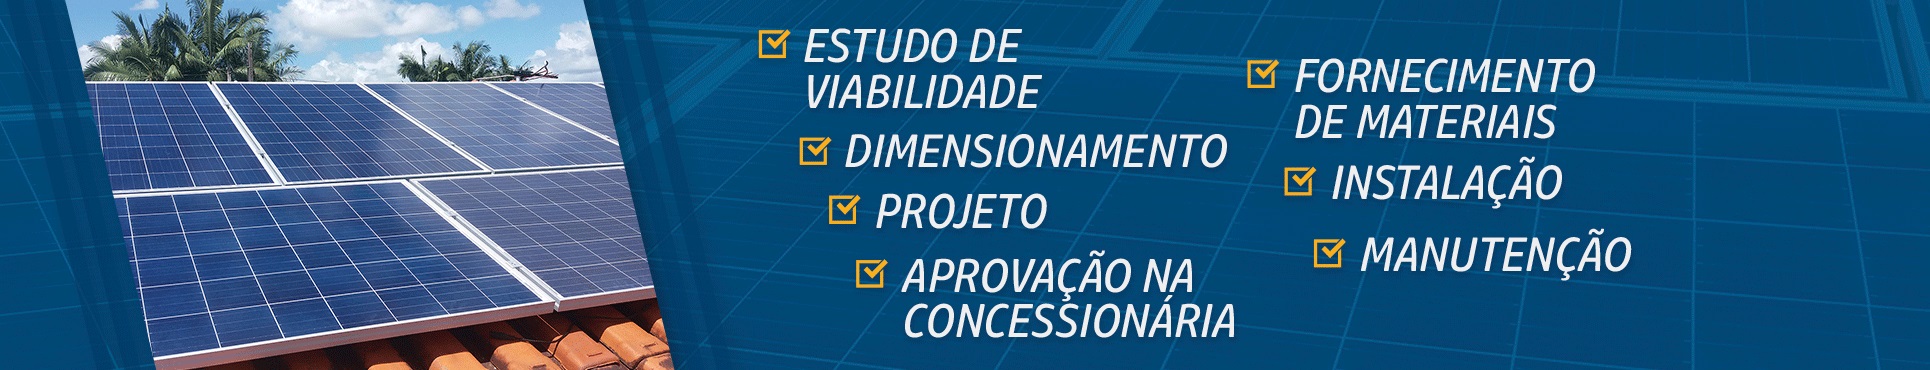 ESTUDO DE
VIABILIDADE
DIMENSIONAMENTO
PROJETO
APROVAÇÃO NA
CONCESSIONÁRIA
FORNECIMENTO
DE MATERIAIS
INSTALAÇÃO
MANUTENÇÃO